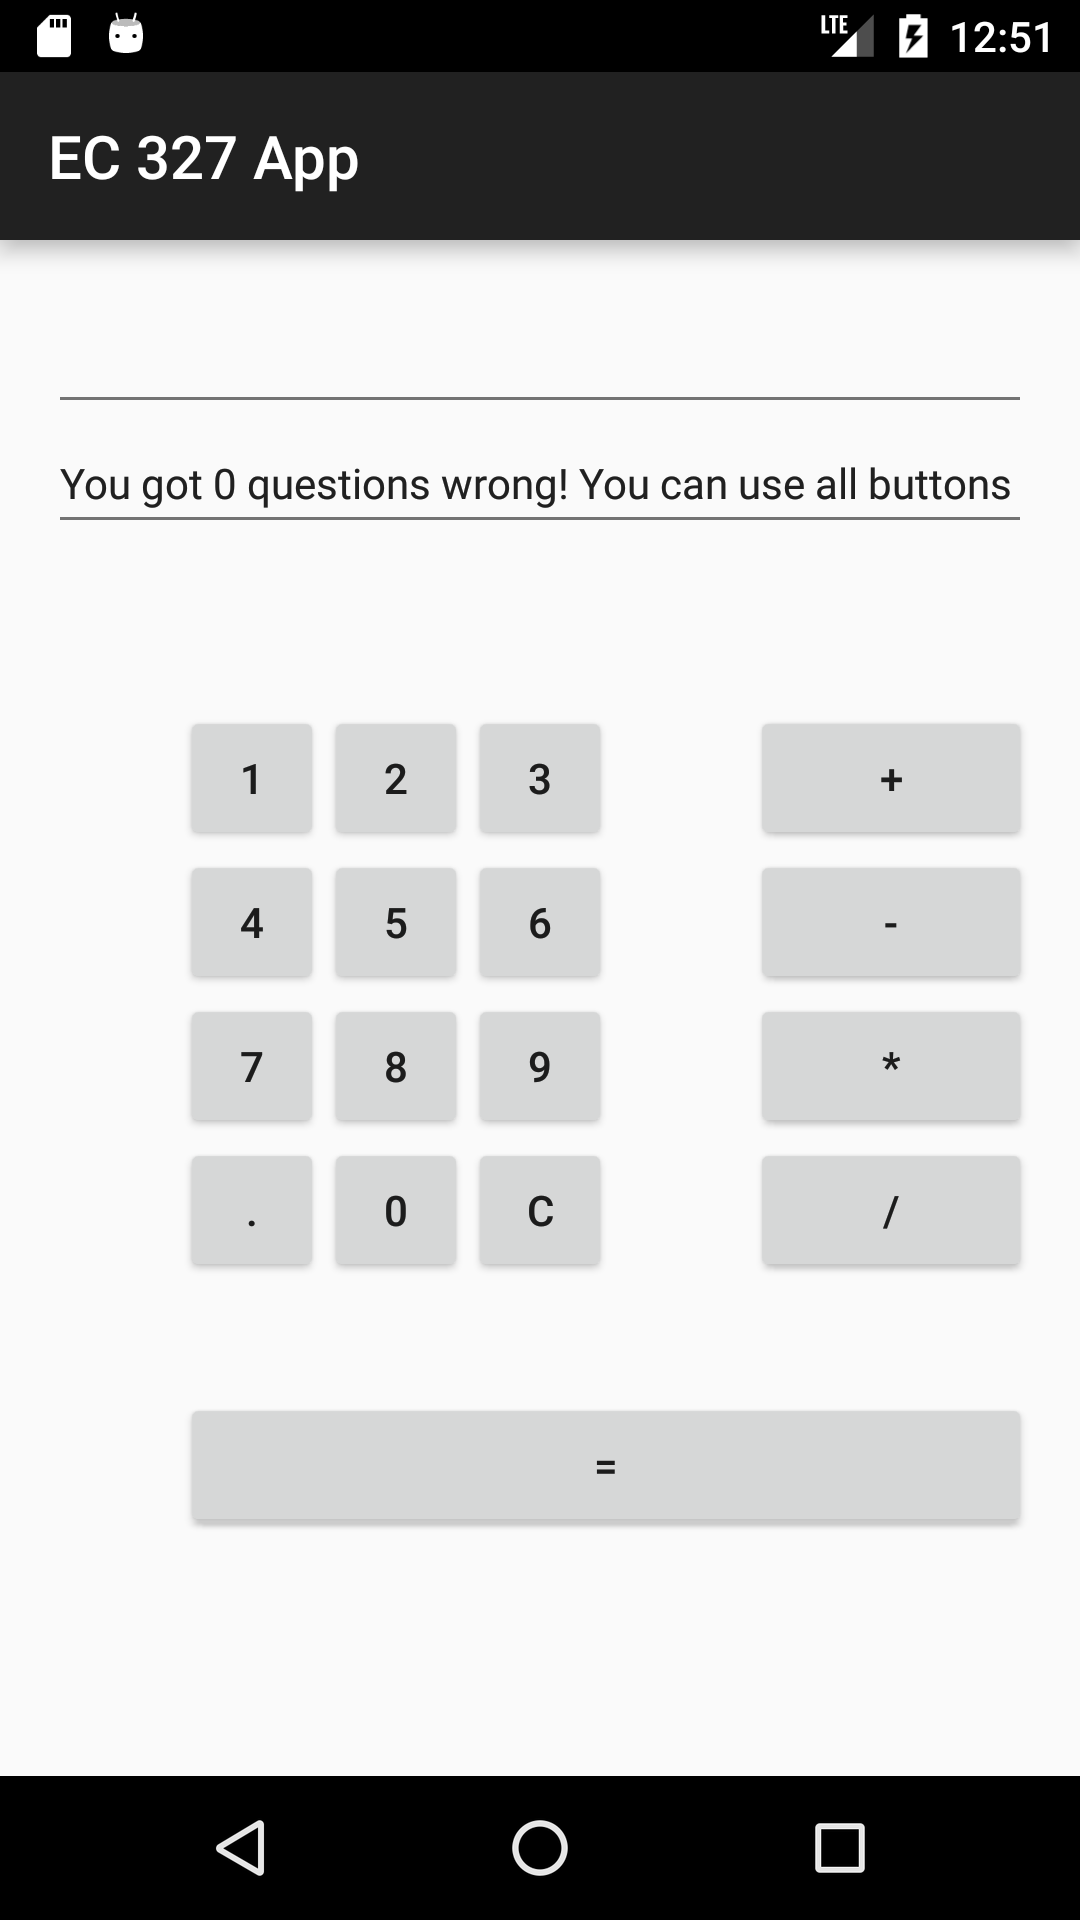 LTE 12:51
EC 327 App
You got 0 questions wrong! You can use all buttons
1 2 3 +
4 5 6 -
7 8 9 *
. 0 C /
=